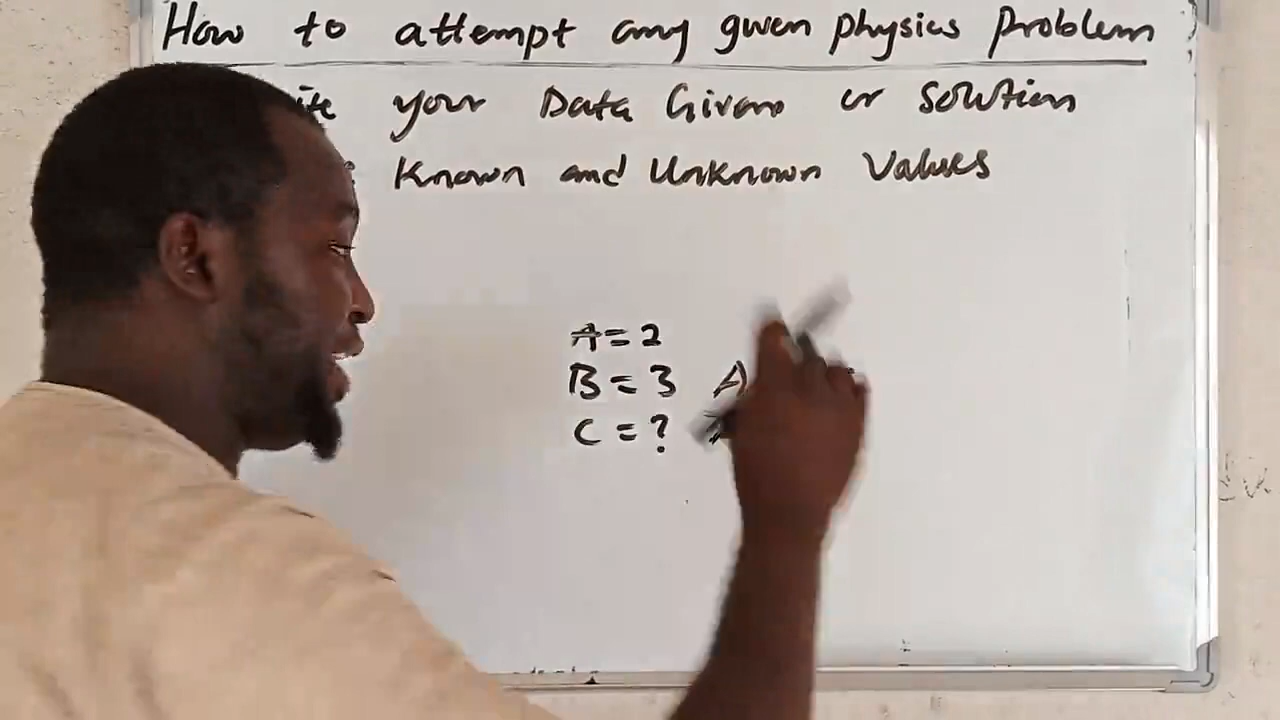 How to attempt any given physics Problem
your Data Given or solution
Known and Unknown Values
A = 2
B = 3 A
C = ?